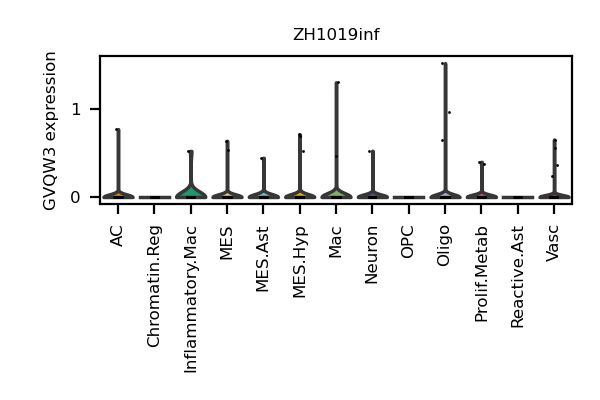 ZH1019inf
GVQW3 expression
1
0
AC
Chromatin.Reg
Inflammatory.Mac
MES
MES.Ast
MES.Hyp
Mac
Neuron
OPC
Oligo
Prolif.Metab
Reactive.Ast
Vasc